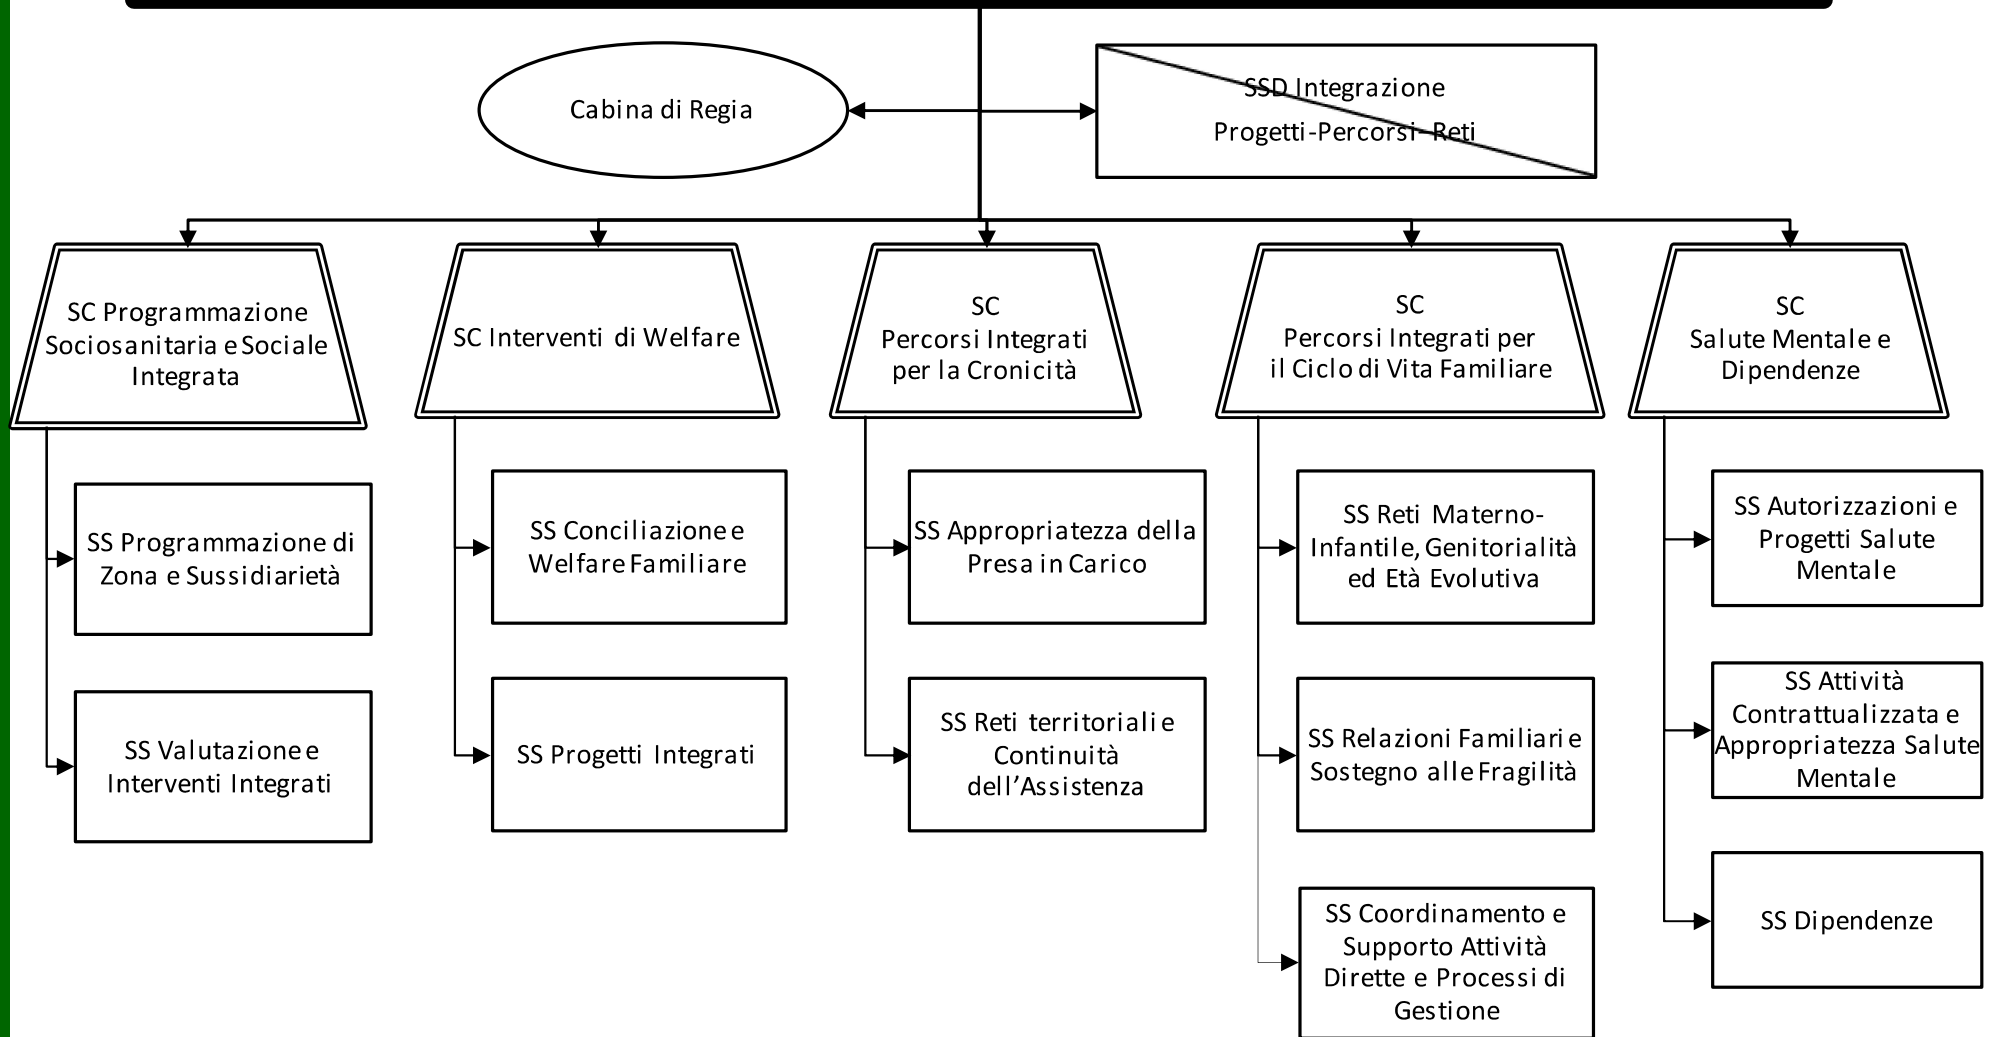 Cabina di Regia
SSD Integrazione
Progetti-Percorsi-Reti
SC Programmazione
Sociosanitaria e Sociale
Integrata
SC Interventi di Welfare
SC
Percorsi Integrati
per la Cronicità
SC
Percorsi Integrati per
il Ciclo di Vita Familiare
SC
Salute Mentale e
Dipendenze
SS Programmazione di
Zona e Sussidiarietà
SS Valutazione e
Interventi Integrati
SS Conciliazione e
Welfare Familiare
SS Progetti Integrati
SS Appropriatezza della
Presa in Carico
SS Reti territoriali e
Continuità
dell’Assistenza
SS Reti Materno-
Infantile, Genitorialità
ed Età Evolutiva
SS Relazioni Familiari e
Sostegno alle Fragilità
SS Coordinamento e
Supporto Attività
Dirette e Processi di
Gestione
SS Autorizzazioni e
Progetti Salute
Mentale
SS Attività
Contrattualizzata e
Appropriatezza Salute
Mentale
SS Dipendenze